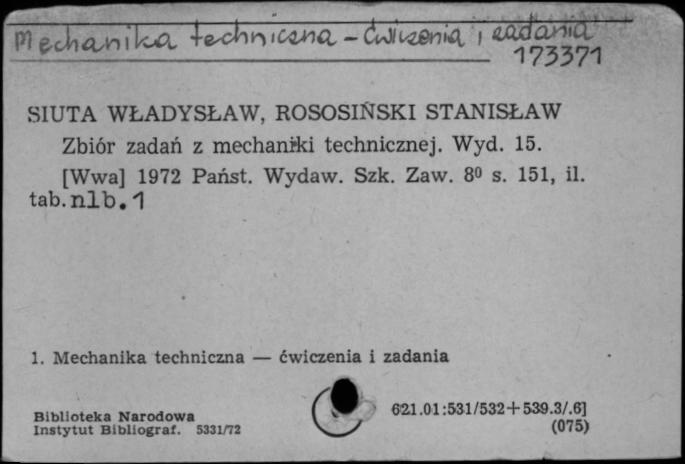 Mechanika techniczna - ćwiczenia i zadania
173371
SIUTA WŁADYSŁAW, ROSOSIŃSKI STANISŁAW
Zbiór zadań z mechaniki technicznej. Wyd. 15.
[Wwa] 1972 Państ. Wydaw. Szk. Zaw. 8⁰ s. 151, il.
tab. nlb. 1
1. Mechanika techniczna — ćwiczenia i zadania
Biblioteka Narodowa
Instytut Bibliograf. 5331/72
621.01:531/532+539.3/.6]
(075)